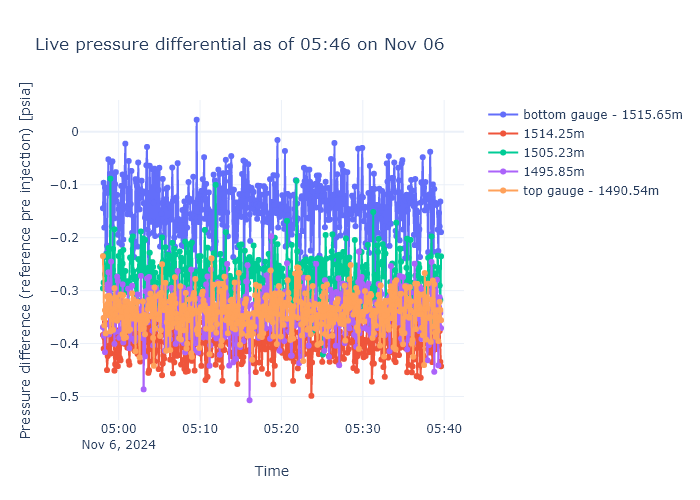 Live pressure differential as of 05:46 on Nov 06
Pressure difference (reference pre injection) [psia]
0
−0.1
−0.2
−0.3
−0.4
−0.5
05:00
Nov 6, 2024
05:10
05:20
05:30
05:40
Time
bottom gauge - 1515.65m
1514.25m
1505.23m
1495.85m
top gauge - 1490.54m